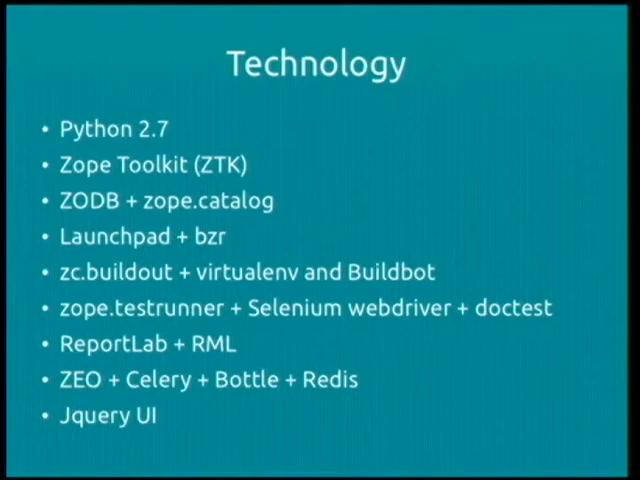 Technology
• Python 2.7
• Zope Toolkit (ZTK)
• ZODB + zope.catalog
• Launchpad + bzr
• zc.buildout + virtualenv and Buildbot
• zope.testrunner + Selenium webdriver + doctest
• ReportLab + RML
• ZEO + Celery + Bottle + Redis
• Jquery UI